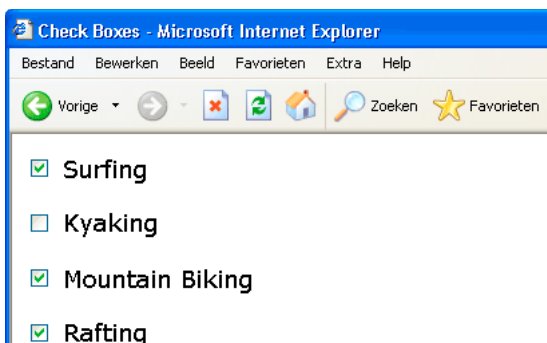 Check Boxes - Microsoft Internet Explorer
Bestand Bewerken Beeld Favorieten Extra Help
Vorige Zoeken Favorieten
Surfing
Kyaking
Mountain Biking
Rafting